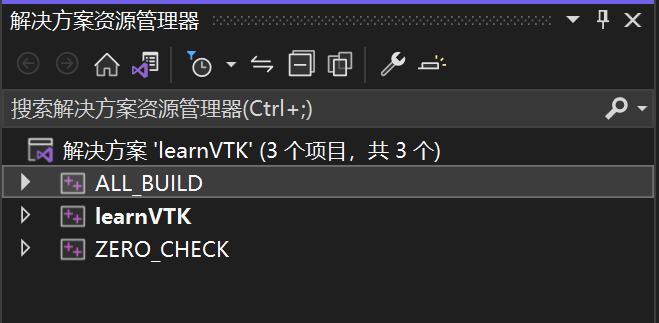 解决方案资源管理器
搜索解决方案资源管理器(Ctrl+;)
解决方案 'learnVTK' (3 个项目，共 3 个)
ALL_BUILD
learnVTK
ZERO_CHECK